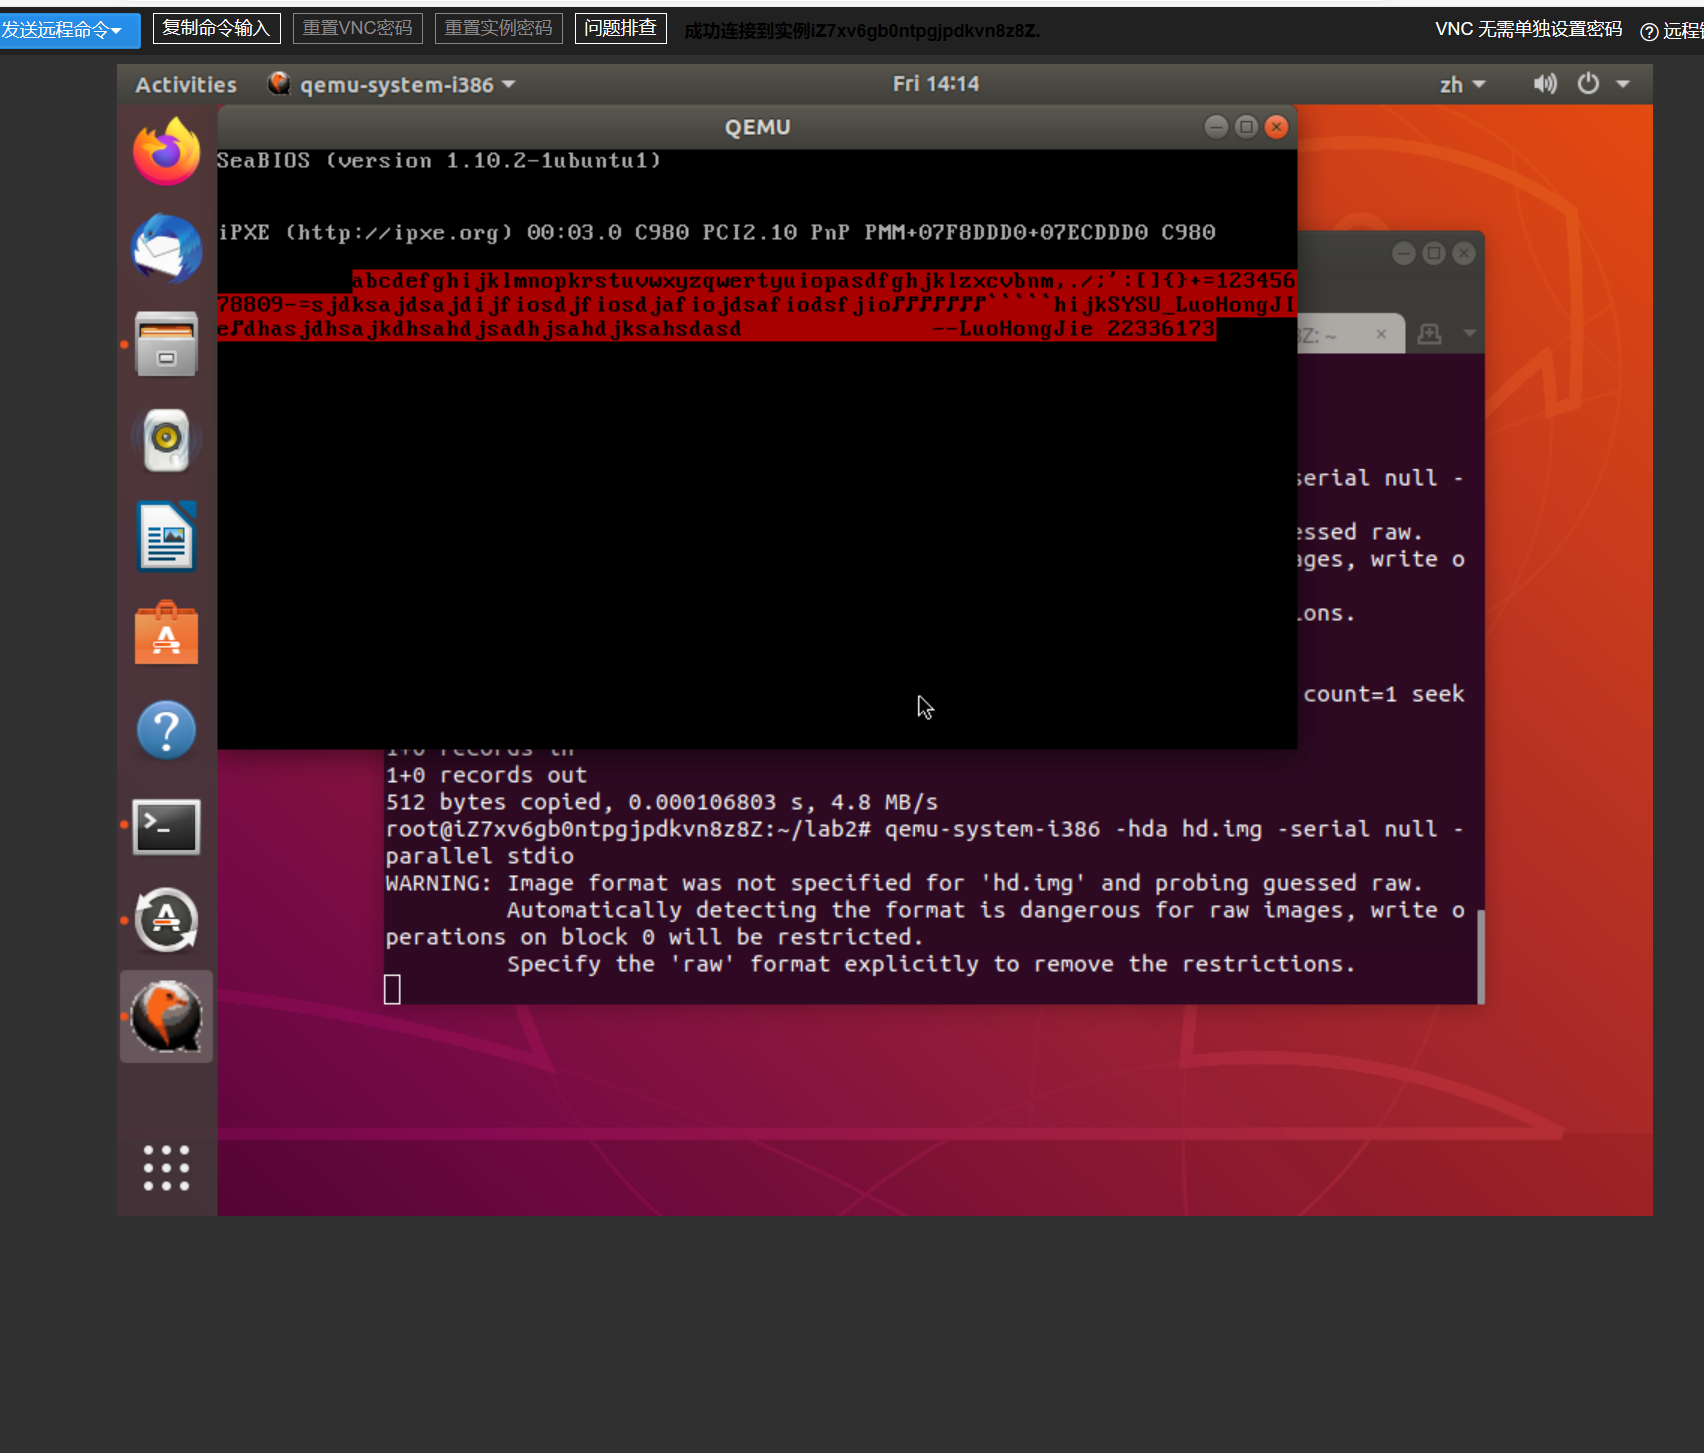 发送远程命令 复制命令输入 重置VNC密码 重置实例密码 问题排查 成功连接到实例iZ7xv6gb0ntpgjpdkvn8z8Z. VNC 无需单独设置密码 远程
Activities qemu-system-i386 Fri 14:14 zh
QEMU
SeaBIOS (version 1.10.2-1ubuntu1)
iPXE (http://ipxe.org) 00:03.0 C980 PCI2.10 PnP PMM+07F8DDD0+07ECDDD0 C980
abcdefghijklmnopkrstuvwxyzqwertyuiopasdfghjklzxcvbnm,./;':[]{}+=123456
78809-=sjdksajdsajdijfiosdjfiosdjafiojdsafiodsfjio♬♬♬♬♬♬♬`````hijkSYSU_LuoHongJI
e♬dhasjdhsajkdhsahdjsadhjsahdjksahsdasd --LuoHongJie 22336173
8Z: ~
serial null -
essed raw.
ages, write o
ions.
count=1 seek
1+0 records in
1+0 records out
512 bytes copied, 0.000106803 s, 4.8 MB/s
root@iZ7xv6gb0ntpgjpdkvn8z8Z:~/lab2# qemu-system-i386 -hda hd.img -serial null -
parallel stdio
WARNING: Image format was not specified for 'hd.img' and probing guessed raw.
Automatically detecting the format is dangerous for raw images, write o
perations on block 0 will be restricted.
Specify the 'raw' format explicitly to remove the restrictions.